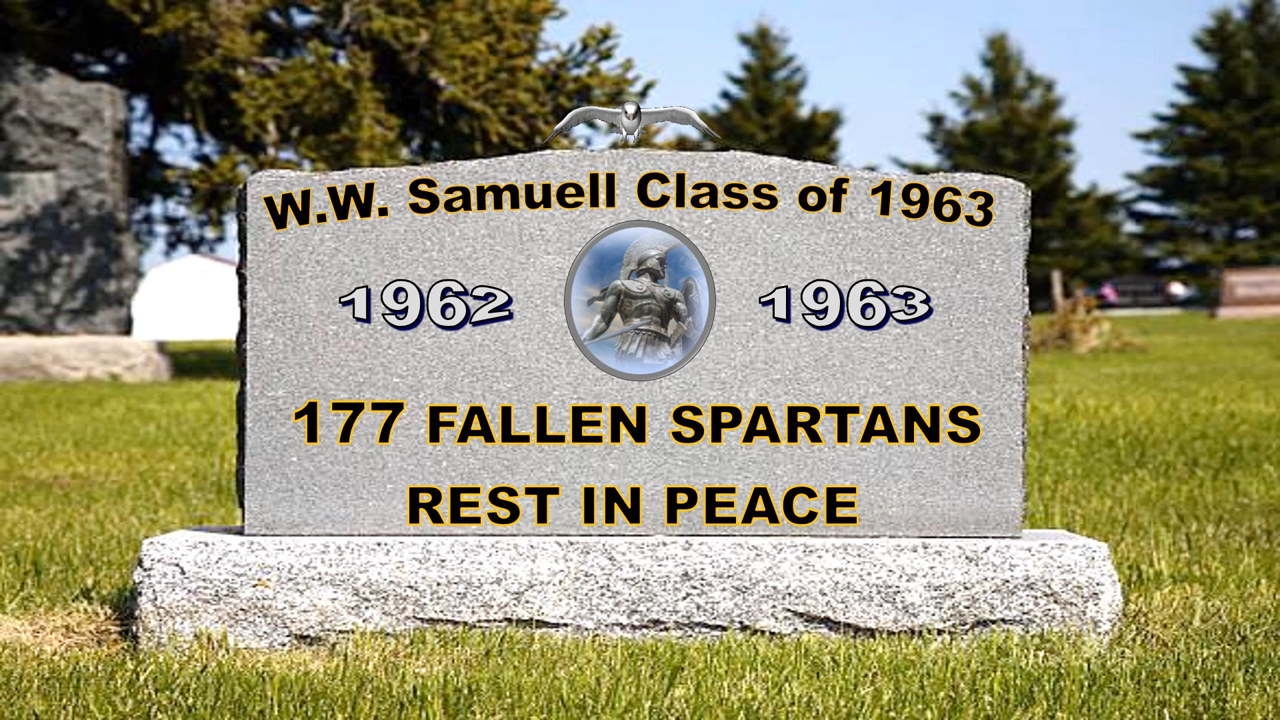 W.W. Samuell Class of 1963
1962 1963
177 FALLEN SPARTANS
REST IN PEACE